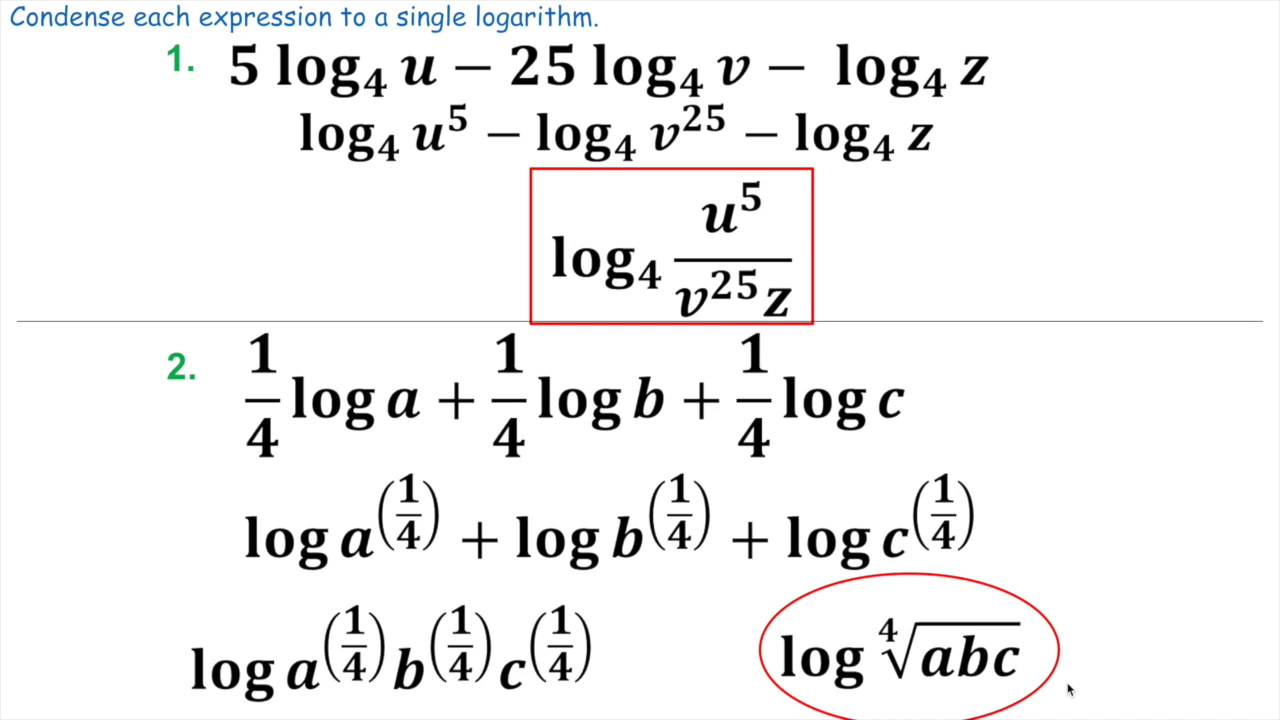 Condense each expression to a single logarithm.
1. 5 log₄ u − 25 log₄ v − log₄ z
log₄ u⁵ − log₄ v²⁵ − log₄ z
log₄ u⁵/(v²⁵z)
2. 1/4 log a + 1/4 log b + 1/4 log c
log a^(1/4) + log b^(1/4) + log c^(1/4)
log a^(1/4) b^(1/4) c^(1/4) log ∜(abc)